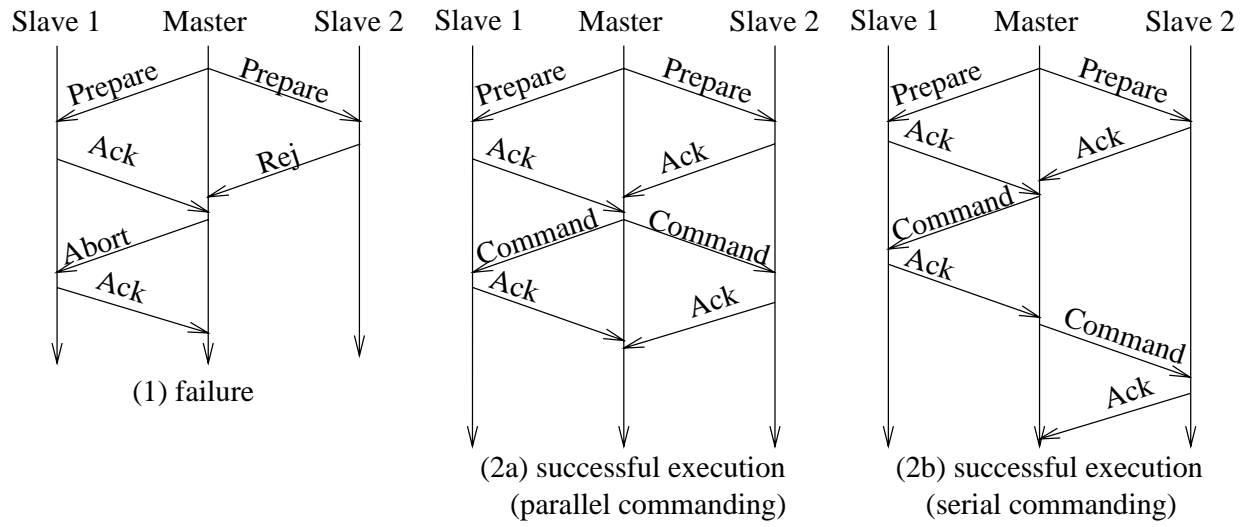 Slave 1 Master Slave 2
Prepare Prepare
Ack Rej
Abort
Ack
(1) failure
Slave 1 Master Slave 2
Prepare Prepare
Ack Ack
Command Command
Ack Ack
(2a) successful execution
(parallel commanding)
Slave 1 Master Slave 2
Prepare Prepare
Ack Ack
Command
Ack
Command
Ack
(2b) successful execution
(serial commanding)